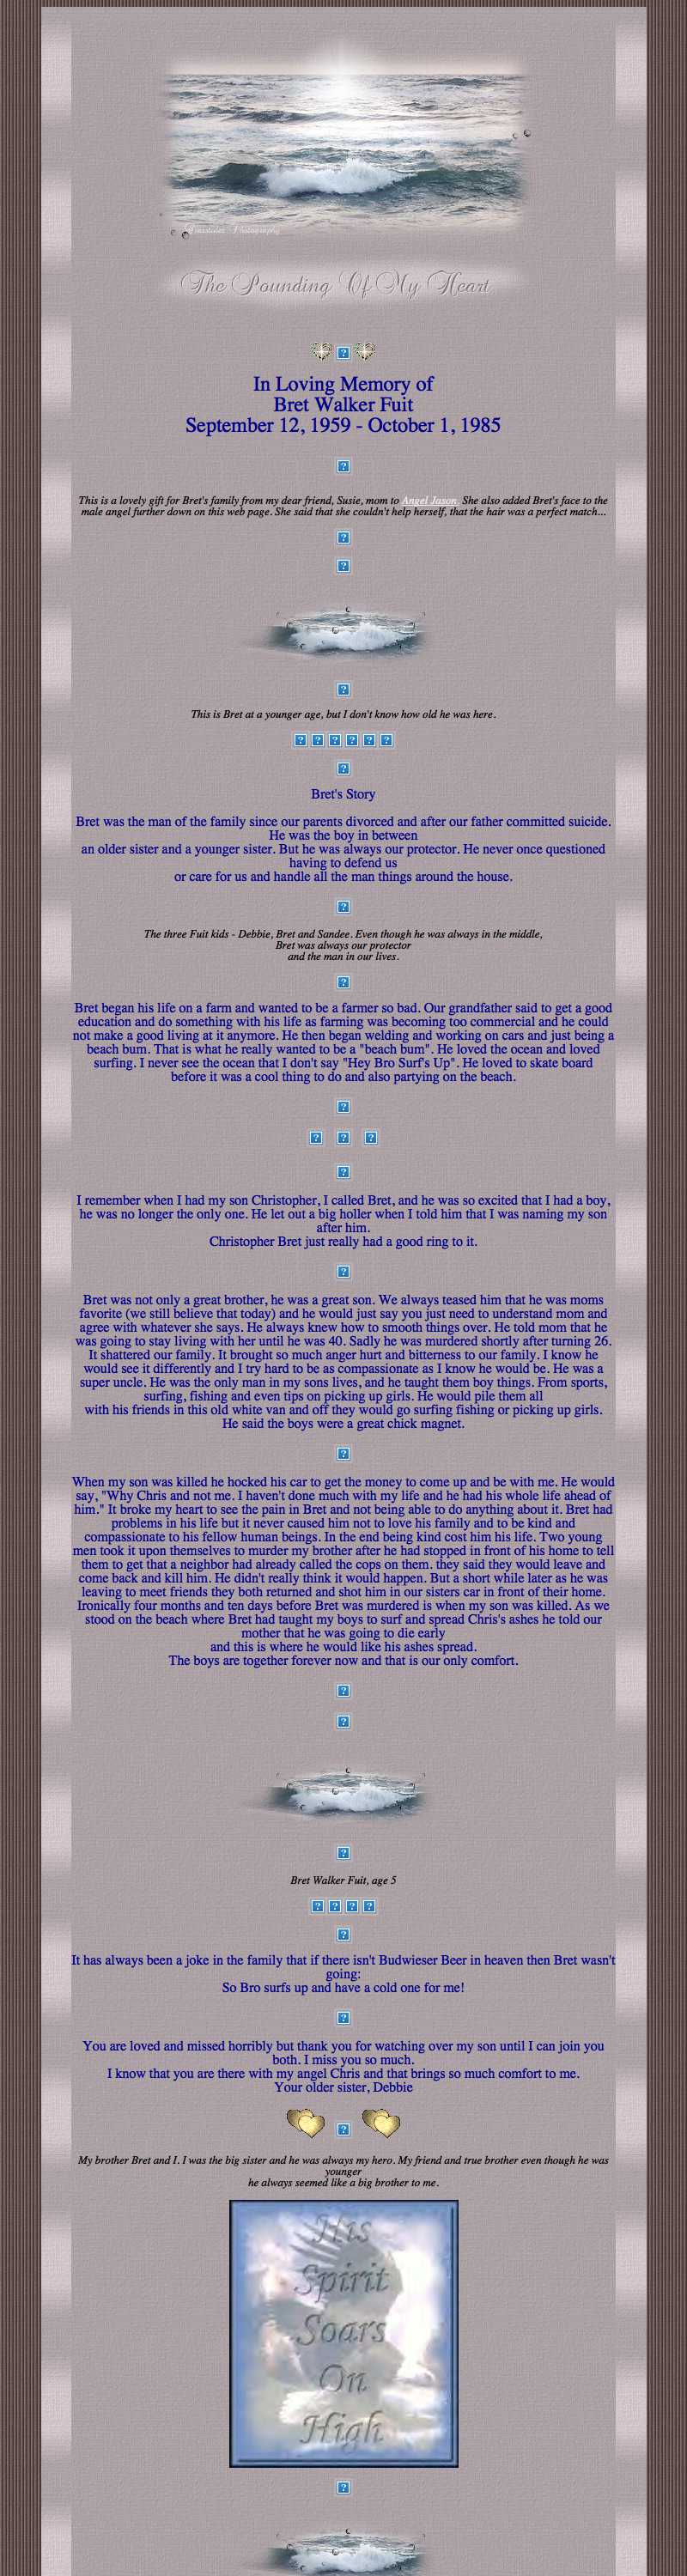 Photography
The Pounding Of My Heart
In Loving Memory of
Bret Walker Fuit
September 12, 1959 - October 1, 1985
This is a lovely gift for Bret's family from my dear friend, Susie, mom to Angel Jason. She also added Bret's face to the
male angel further down on this web page. She said that she couldn't help herself, that the hair was a perfect match...
This is Bret at a younger age, but I don't know how old he was here.
Bret's Story
Bret was the man of the family since our parents divorced and after our father committed suicide.
He was the boy in between
an older sister and a younger sister. But he was always our protector. He never once questioned
having to defend us
or care for us and handle all the man things around the house.
The three Fuit kids - Debbie, Bret and Sandee. Even though he was always in the middle,
Bret was always our protector
and the man in our lives.
Bret began his life on a farm and wanted to be a farmer so bad. Our grandfather said to get a good
education and do something with his life as farming was becoming too commercial and he could
not make a good living at it anymore. He then began welding and working on cars and just being a
beach bum. That is what he really wanted to be a "beach bum". He loved the ocean and loved
surfing. I never see the ocean that I don't say "Hey Bro Surf's Up". He loved to skate board
before it was a cool thing to do and also partying on the beach.
I remember when I had my son Christopher, I called Bret, and he was so excited that I had a boy,
he was no longer the only one. He let out a big holler when I told him that I was naming my son
after him.
Christopher Bret just really had a good ring to it.
Bret was not only a great brother, he was a great son. We always teased him that he was moms
favorite (we still believe that today) and he would just say you just need to understand mom and
agree with whatever she says. He always knew how to smooth things over. He told mom that he
was going to stay living with her until he was 40. Sadly he was murdered shortly after turning 26.
It shattered our family. It brought so much anger hurt and bitterness to our family. I know he
would see it differently and I try hard to be as compassionate as I know he would be. He was a
super uncle. He was the only man in my sons lives, and he taught them boy things. From sports,
surfing, fishing and even tips on picking up girls. He would pile them all
with his friends in this old white van and off they would go surfing fishing or picking up girls.
He said the boys were a great chick magnet.
When my son was killed he hocked his car to get the money to come up and be with me. He would
say, "Why Chris and not me. I haven't done much with my life and he had his whole life ahead of
him." It broke my heart to see the pain in Bret and not being able to do anything about it. Bret had
problems in his life but it never caused him not to love his family and to be kind and
compassionate to his fellow human beings. In the end being kind cost him his life. Two young
men took it upon themselves to murder my brother after he had stopped in front of his home to tell
them to get that a neighbor had already called the cops on them. they said they would leave and
come back and kill him. He didn't really think it would happen. But a short while later as he was
leaving to meet friends they both returned and shot him in our sisters car in front of their home.
Ironically four months and ten days before Bret was murdered is when my son was killed. As we
stood on the beach where Bret had taught my boys to surf and spread Chris's ashes he told our
mother that he was going to die early
and this is where he would like his ashes spread.
The boys are together forever now and that is our only comfort.
Bret Walker Fuit, age 5
It has always been a joke in the family that if there isn't Budwieser Beer in heaven then Bret wasn't
going:
So Bro surfs up and have a cold one for me!
You are loved and missed horribly but thank you for watching over my son until I can join you
both. I miss you so much.
I know that you are there with my angel Chris and that brings so much comfort to me.
Your older sister, Debbie
My brother Bret and I. I was the big sister and he was always my hero. My friend and true brother even though he was
younger
he always seemed like a big brother to me.
His
Spirit
Soars
On
High